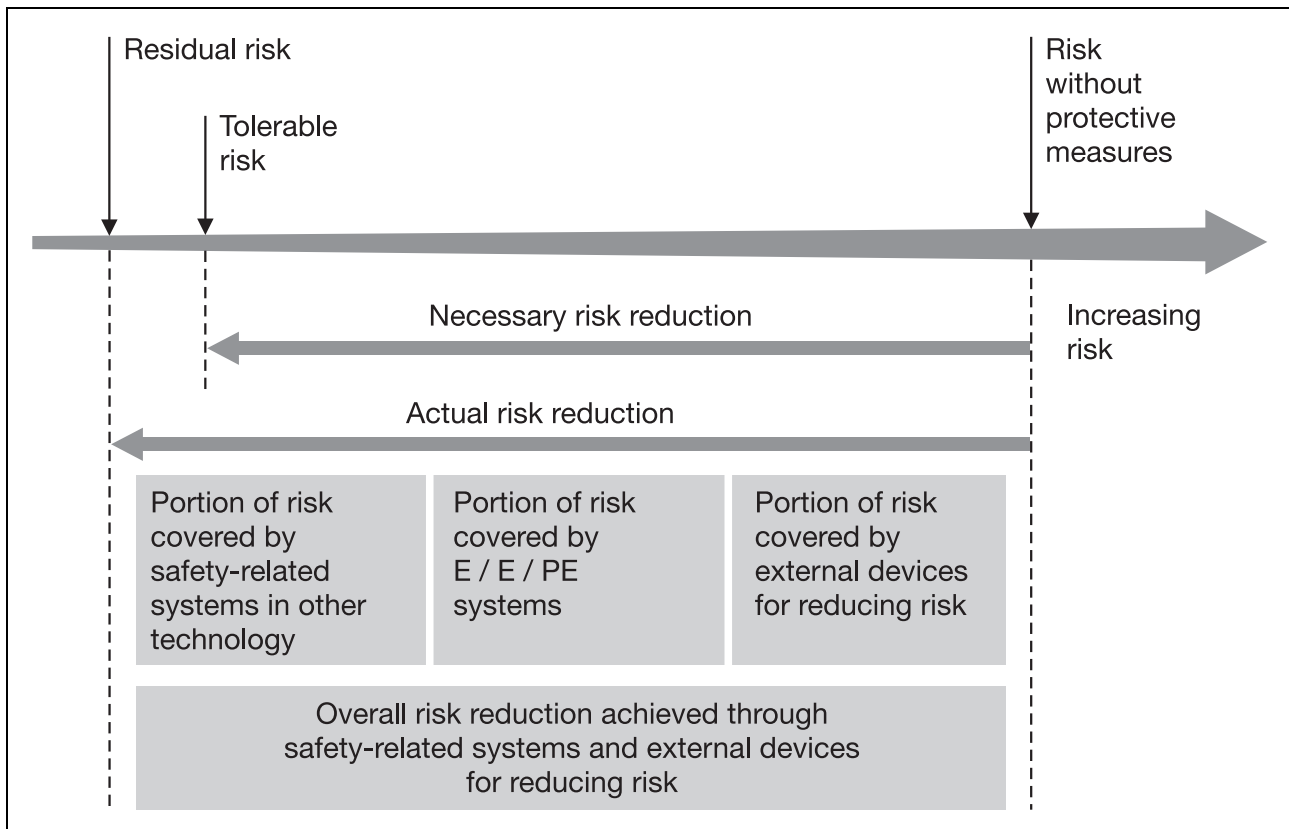 Residual risk
Tolerable
risk
Risk
without
protective
measures
Necessary risk reduction
Increasing
risk
Actual risk reduction
Portion of risk
covered by
safety-related
systems in other
technology
Portion of risk
covered by
E / E / PE
systems
Portion of risk
covered by
external devices
for reducing risk
Overall risk reduction achieved through
safety-related systems and external devices
for reducing risk